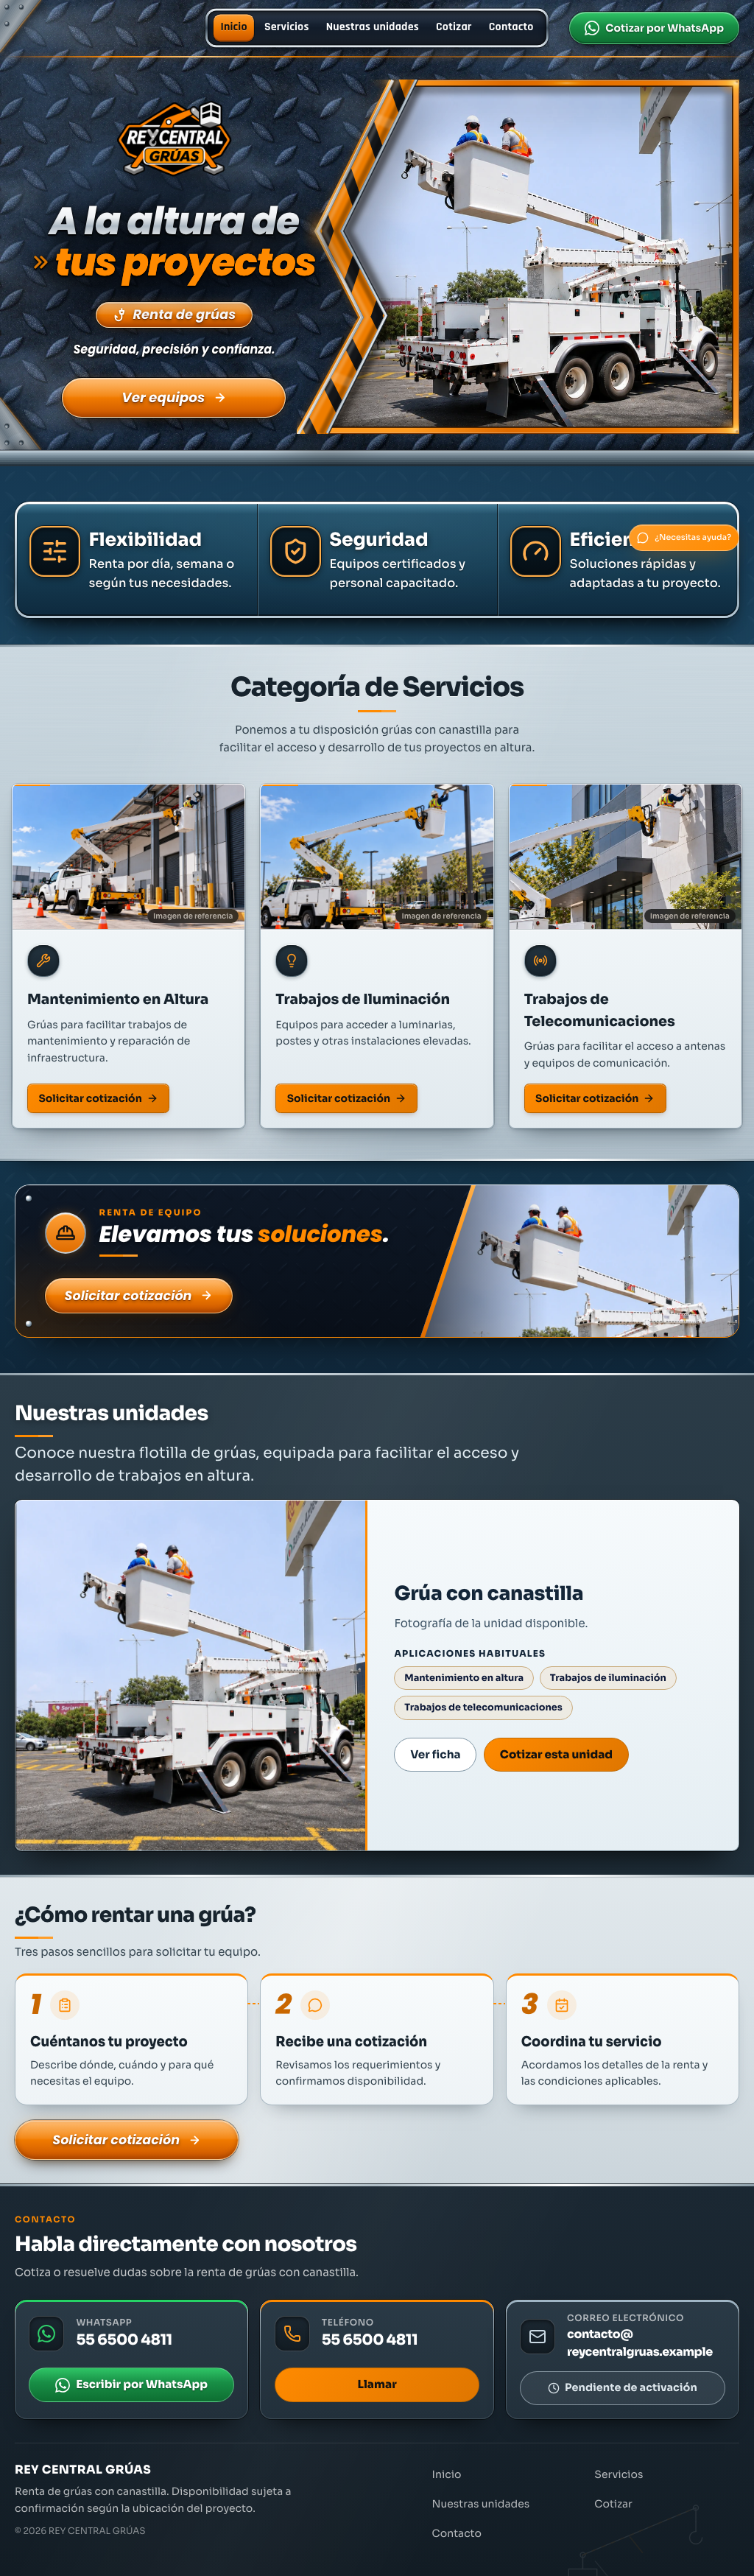 Inicio
Servicios
Nuestras unidades
Cotizar
Contacto
Cotizar por WhatsApp
REY CENTRAL
GRÚAS
A la altura de
» tus proyectos
Renta de grúas
Seguridad, precisión y confianza.
Ver equipos →
Flexibilidad
Renta por día, semana o
según tus necesidades.
Seguridad
Equipos certificados y
personal capacitado.
Eficien
¿Necesitas ayuda?
Soluciones rápidas y
adaptadas a tu proyecto.
Categoría de Servicios
Ponemos a tu disposición grúas con canastilla para
facilitar el acceso y desarrollo de tus proyectos en altura.
Imagen de referencia
Imagen de referencia
Imagen de referencia
Mantenimiento en Altura
Grúas para facilitar trabajos de
mantenimiento y reparación de
infraestructura.
Solicitar cotización →
Trabajos de Iluminación
Equipos para acceder a luminarias,
postes y otras instalaciones elevadas.
Solicitar cotización →
Trabajos de
Telecomunicaciones
Grúas para facilitar el acceso a antenas
y equipos de comunicación.
Solicitar cotización →
RENTA DE EQUIPO
Elevamos tus soluciones.
Solicitar cotización →
Nuestras unidades
Conoce nuestra flotilla de grúas, equipada para facilitar el acceso y
desarrollo de trabajos en altura.
Grúa con canastilla
Fotografía de la unidad disponible.
APLICACIONES HABITUALES
Mantenimiento en altura
Trabajos de iluminación
Trabajos de telecomunicaciones
Ver ficha
Cotizar esta unidad
¿Cómo rentar una grúa?
Tres pasos sencillos para solicitar tu equipo.
1
Cuéntanos tu proyecto
Describe dónde, cuándo y para qué
necesitas el equipo.
2
Recibe una cotización
Revisamos los requerimientos y
confirmamos disponibilidad.
3
Coordina tu servicio
Acordamos los detalles de la renta y
las condiciones aplicables.
Solicitar cotización →
CONTACTO
Habla directamente con nosotros
Cotiza o resuelve dudas sobre la renta de grúas con canastilla.
WHATSAPP
55 6500 4811
Escribir por WhatsApp
TELÉFONO
55 6500 4811
Llamar
CORREO ELECTRÓNICO
contacto@
reycentralgruas.example
Pendiente de activación
REY CENTRAL GRÚAS
Renta de grúas con canastilla. Disponibilidad sujeta a
confirmación según la ubicación del proyecto.
© 2026 REY CENTRAL GRÚAS
Inicio
Servicios
Nuestras unidades
Cotizar
Contacto